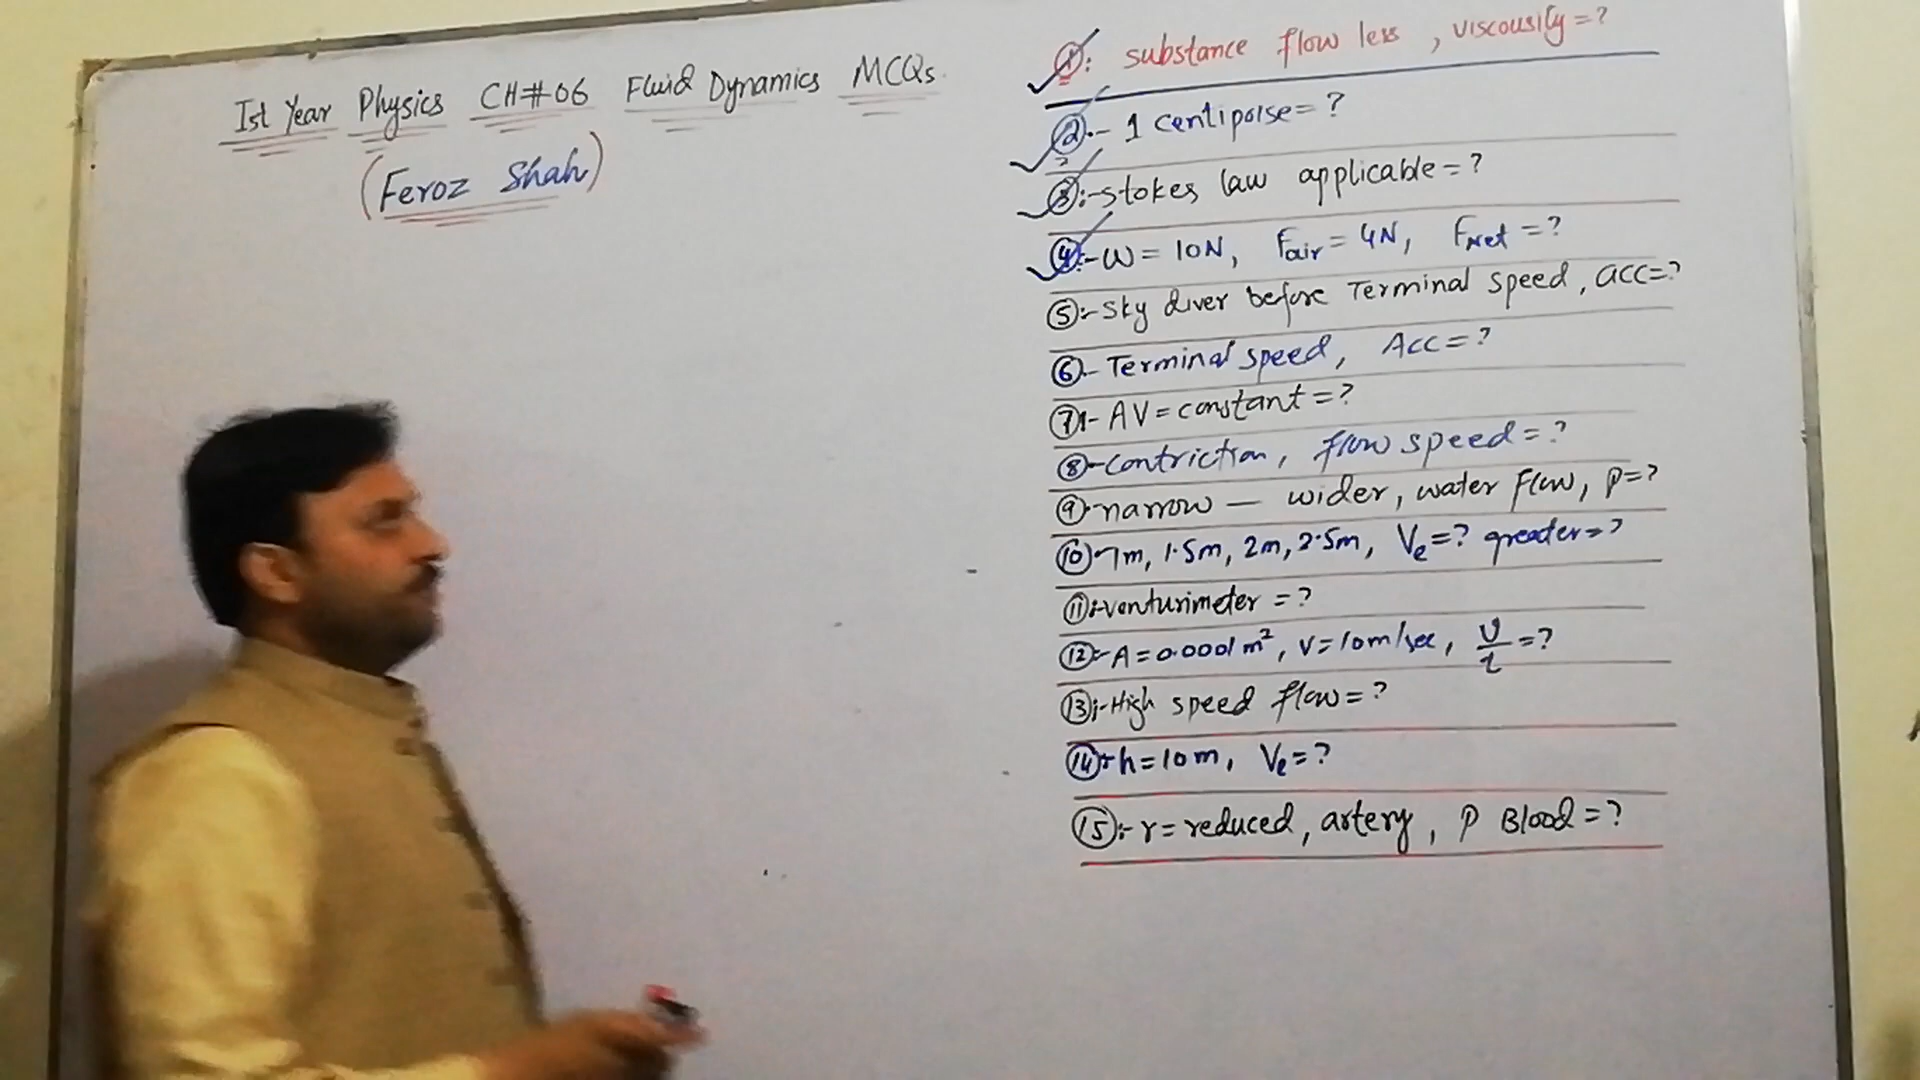 Ist Year Physics CH#06 Fluid Dynamics MCQs.
(Feroz Shah)
①: substance flow less, viscousity=?
②:- 1 centipoise=?
③:- stokes law applicable=?
④:- W = 10N, Fair = 4N, FNet =?
⑤:- Sky diver before Terminal speed, acc=?
⑥- Terminal speed, Acc=?
⑦:- AV = constant =?
⑧- contriction, flow speed=?
⑨- narrow — wider, water flow, P=?
⑩- 1m, 1.5m, 2m, 2.5m, Ve=? greater=?
⑪:- venturimeter = ?
⑫:- A = 0.0001 m², v = 10m/sec, V/t =?
⑬:- High speed flow=?
⑭:- h = 10m, Ve=?
⑮:- r = reduced, artery, P Blood=?